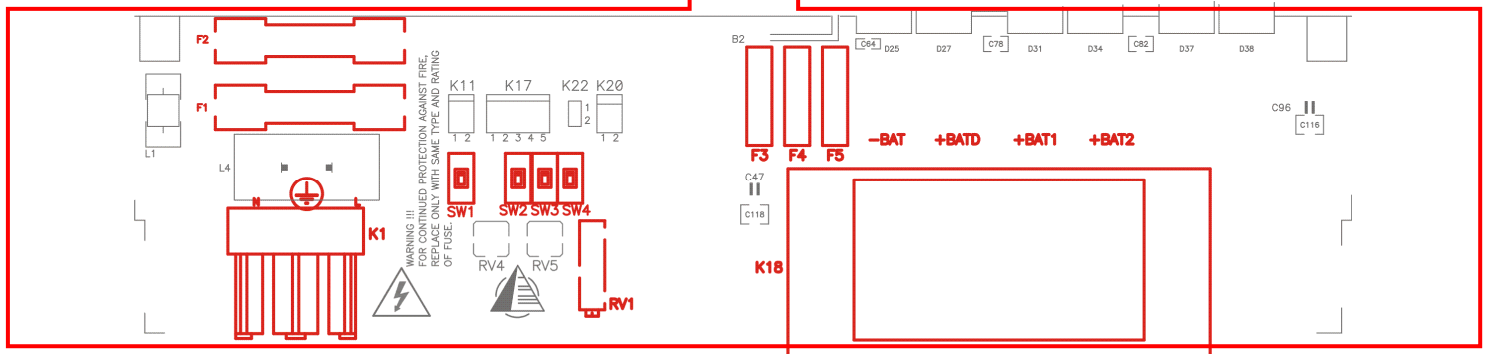 F2
F1
L1
L4
N
L
K1
WARNING !!!
FOR CONTINUED PROTECTION AGAINST FIRE,
REPLACE ONLY WITH SAME TYPE AND RATING
OF FUSE.
K11
1 2
K17
1 2 3 4 5
K22
1
2
K20
1 2
SW1
SW2 SW3 SW4
RV4
RV5
RV1
B2
F3
F4
F5
C64
D25
D27
C78
D31
D34
C82
D37
D38
-BAT +BATD +BAT1 +BAT2
C47
C118
K18
C96
C116